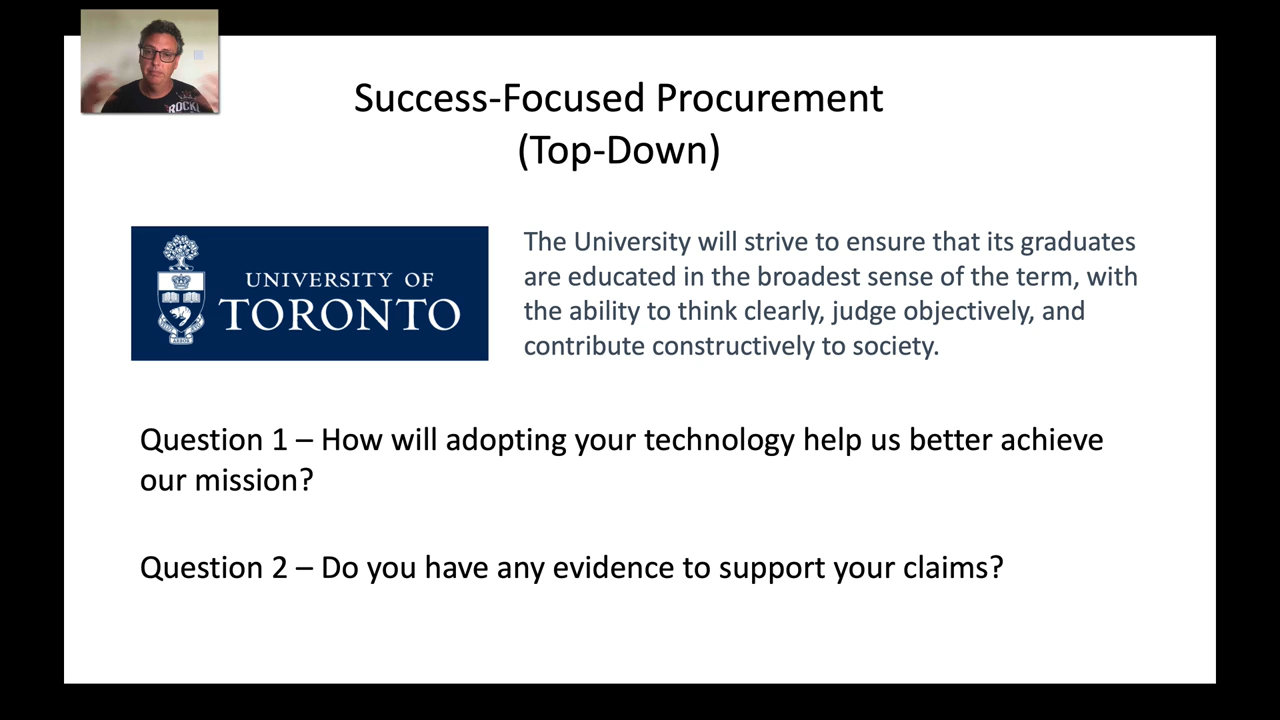 ROCK!
Success-Focused Procurement
(Top-Down)
UNIVERSITY OF
TORONTO
The University will strive to ensure that its graduates
are educated in the broadest sense of the term, with
the ability to think clearly, judge objectively, and
contribute constructively to society.
Question 1 – How will adopting your technology help us better achieve
our mission?
Question 2 – Do you have any evidence to support your claims?